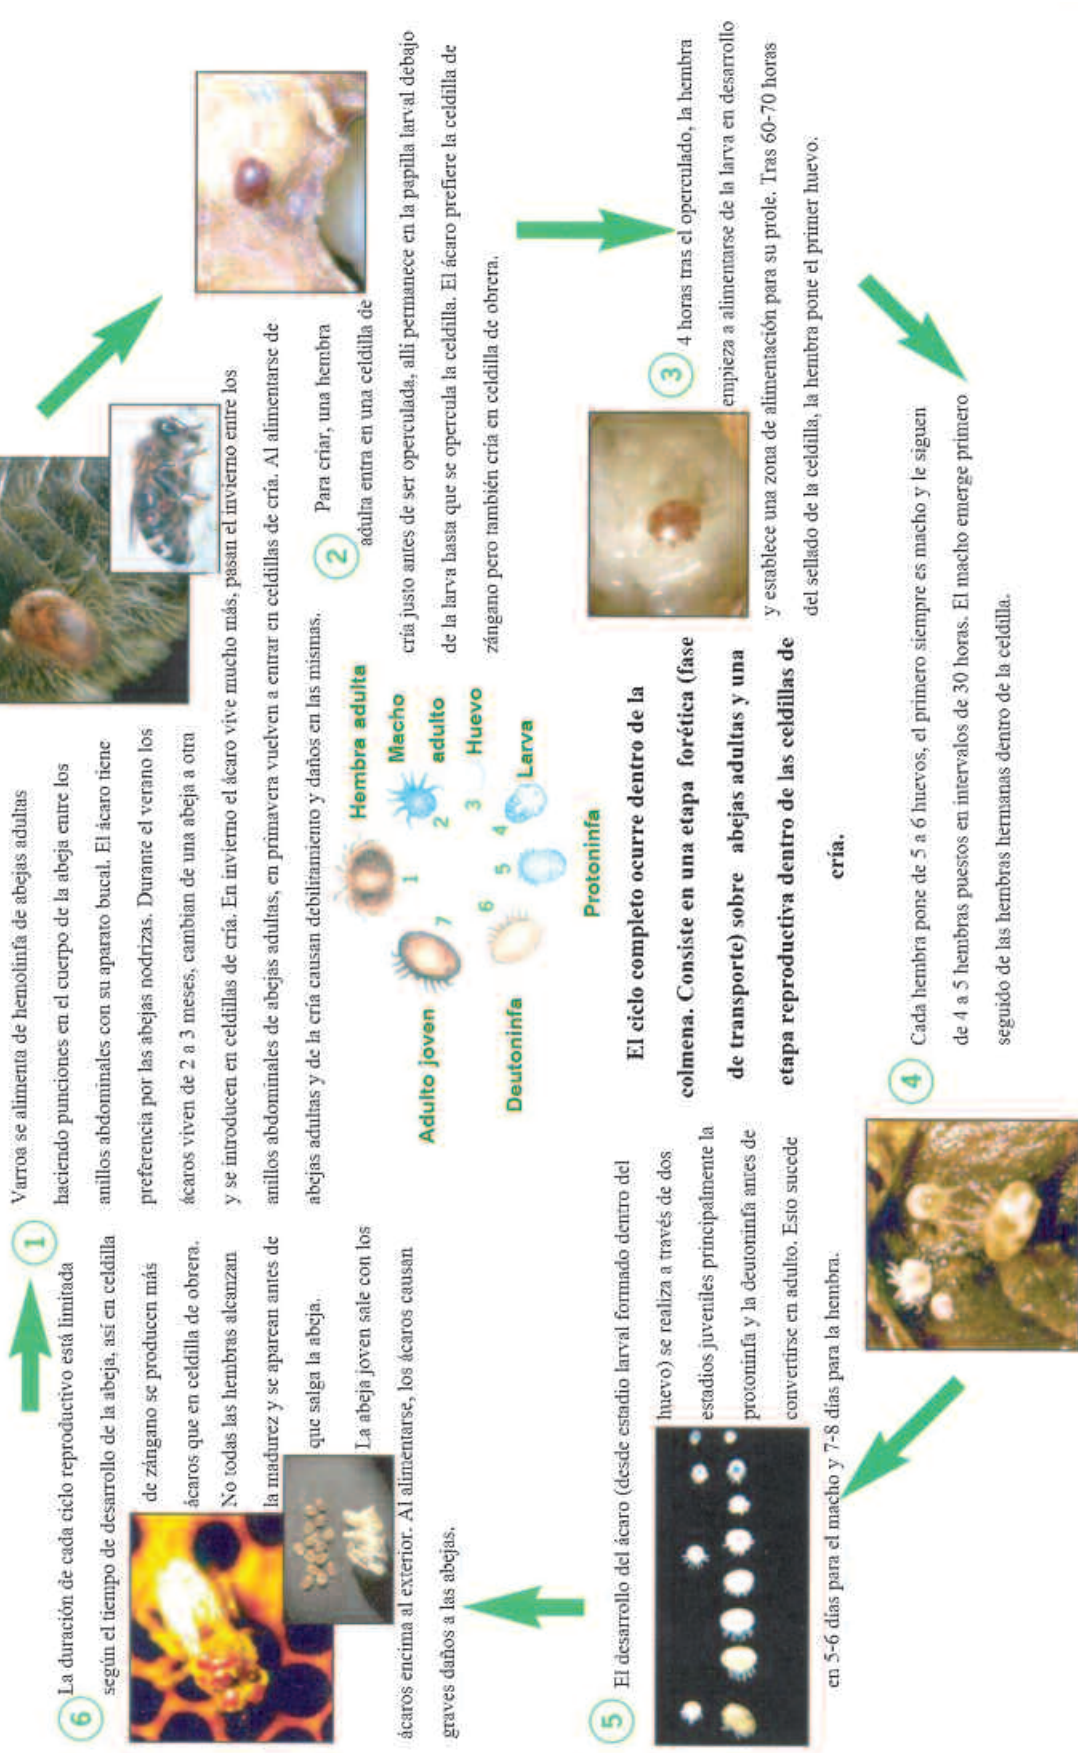 1
Varroa se alimenta de hemolinfa de abejas adultas
haciendo punciones en el cuerpo de la abeja entre los
anillos abdominales con su aparato bucal. El ácaro tiene
preferencia por las abejas nodrizas. Durante el verano los
ácaros viven de 2 a 3 meses, cambian de una abeja a otra
y se introducen en celdillas de cría. En invierno el ácaro vive mucho más, pasan el invierno entre los
anillos abdominales de abejas adultas, en primavera vuelven a entrar en celdillas de cría. Al alimentarse de
abejas adultas y de la cría causan debilitamiento y daños en las mismas.
2
Para criar, una hembra
adulta entra en una celdilla de
cría justo antes de ser operculada, allí permanece en la papilla larval debajo
de la larva hasta que se opercula la celdilla. El ácaro prefiere la celdilla de
zángano pero también cría en celdilla de obrera.
3
4 horas tras el operculado, la hembra
empieza a alimentarse de la larva en desarrollo
y establece una zona de alimentación para su prole. Tras 60-70 horas
del sellado de la celdilla, la hembra pone el primer huevo.
4
Cada hembra pone de 5 a 6 huevos, el primero siempre es macho y le siguen
de 4 a 5 hembras puestos en intervalos de 30 horas. El macho emerge primero
seguido de las hembras hermanas dentro de la celdilla.
5
El desarrollo del ácaro (desde estadio larval formado dentro del
huevo) se realiza a través de dos
estadios juveniles principalmente la
protoninfa y la deutoninfa antes de
convertirse en adulto. Esto sucede
en 5-6 días para el macho y 7-8 días para la hembra.
6
La duración de cada ciclo reproductivo está limitada
según el tiempo de desarrollo de la abeja, así en celdilla
de zángano se producen más
ácaros que en celdilla de obrera.
No todas las hembras alcanzan
la madurez y se aparean antes de
que salga la abeja.
La abeja joven sale con los
ácaros encima al exterior. Al alimentarse, los ácaros causan
graves daños a las abejas.
Hembra adulta
1
Macho
adulto
2
Huevo
3
Larva
4
Protoninfa
5
Deutoninfa
6
Adulto joven
7
El ciclo completo ocurre dentro de la
colmena. Consiste en una etapa forética (fase
de transporte) sobre abejas adultas y una
etapa reproductiva dentro de las celdillas de
cría.